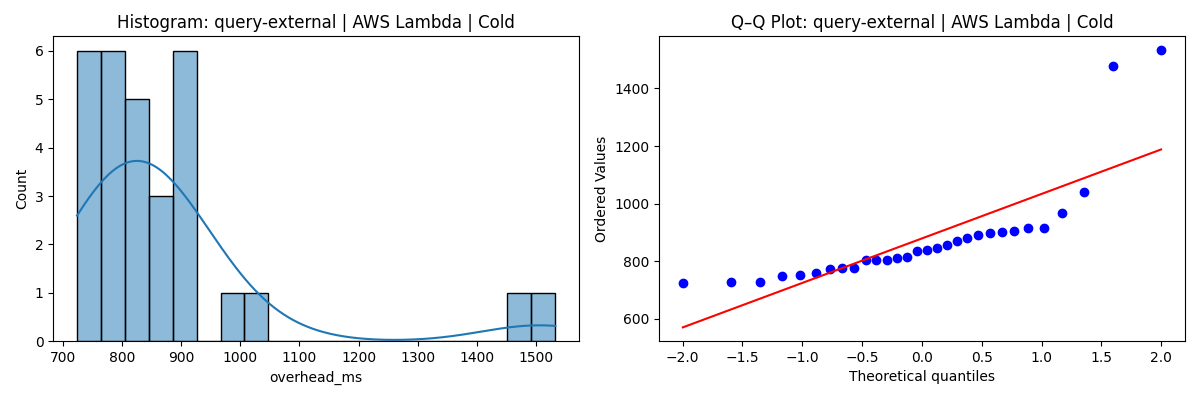 Histogram: query-external | AWS Lambda | Cold
Count
6
5
4
3
2
1
0
700 800 900 1000 1100 1200 1300 1400 1500
overhead_ms
Q–Q Plot: query-external | AWS Lambda | Cold
Ordered Values
1400
1200
1000
800
600
−2.0 −1.5 −1.0 −0.5 0.0 0.5 1.0 1.5 2.0
Theoretical quantiles